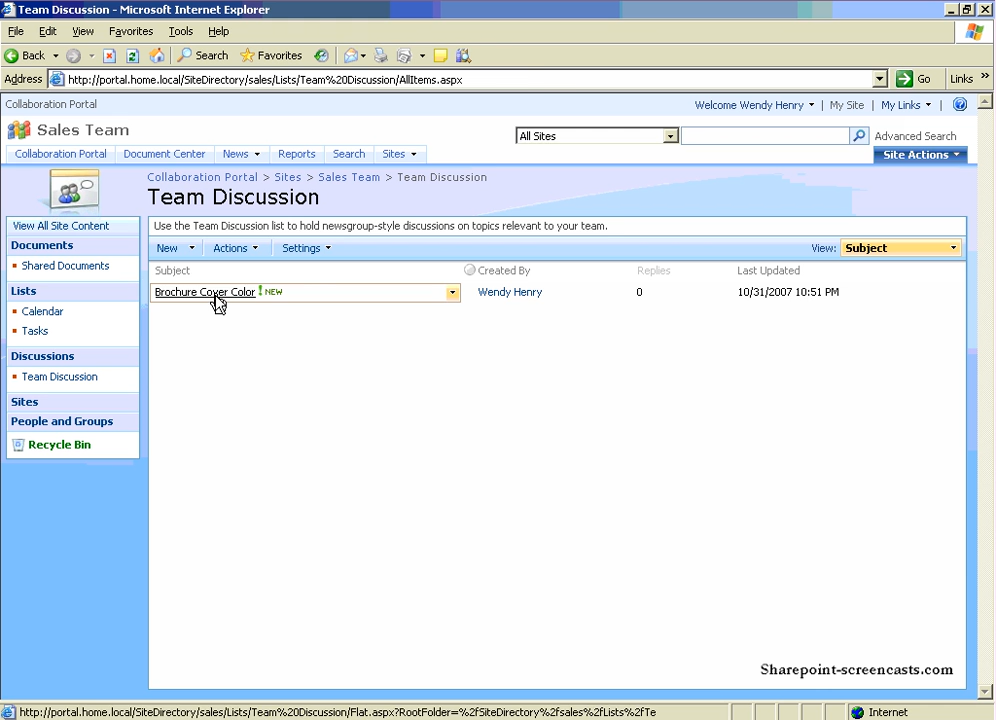 Team Discussion - Microsoft Internet Explorer
File Edit View Favorites Tools Help
Back Search Favorites
Address http://portal.home.local/SiteDirectory/sales/Lists/Team%20Discussion/AllItems.aspx Go Links »
Collaboration Portal Welcome Wendy Henry My Site My Links
Sales Team All Sites Advanced Search
Collaboration Portal Document Center News Reports Search Sites Site Actions
Collaboration Portal > Sites > Sales Team > Team Discussion
Team Discussion
View All Site Content
Documents
Shared Documents
Lists
Calendar
Tasks
Discussions
Team Discussion
Sites
People and Groups
Recycle Bin
Use the Team Discussion list to hold newsgroup-style discussions on topics relevant to your team.
New Actions Settings View: Subject
Subject Created By Replies Last Updated
Brochure Cover Color ! NEW Wendy Henry 0 10/31/2007 10:51 PM
Sharepoint-screencasts.com
http://portal.home.local/SiteDirectory/sales/Lists/Team%20Discussion/Flat.aspx?RootFolder=%2fSiteDirectory%2fsales%2fLists%2fTe Internet